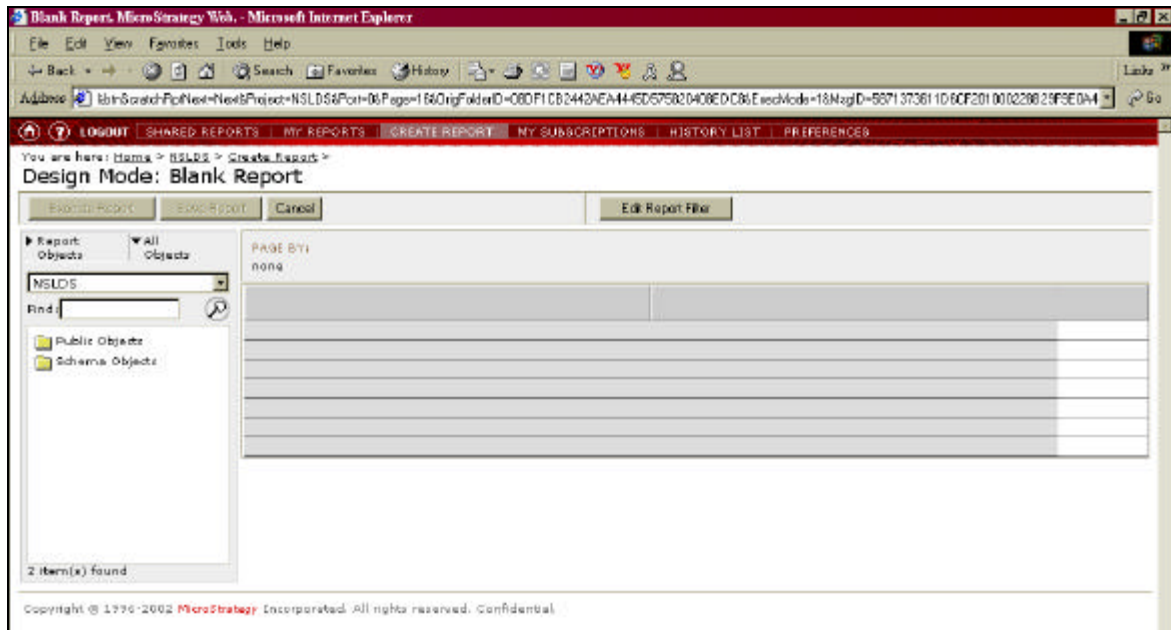 Blank Report. MicroStrategy Web. - Microsoft Internet Explorer
File Edit View Favorites Tools Help
Back Search Favorites History Links
Address Go
LOGOUT SHARED REPORTS | MY REPORTS | CREATE REPORT | MY SUBSCRIPTIONS | HISTORY LIST | PREFERENCES
You are here: Home > NSLDS > Create Report >
Design Mode: Blank Report
Execute Report Save Report Cancel Edit Report Filter
Report Objects All Objects
PAGE BY:
none
NSLDS
Find:
Public Objects
Schema Objects
2 item(s) found
Copyright © 1996-2002 MicroStrategy Incorporated. All rights reserved. Confidential.